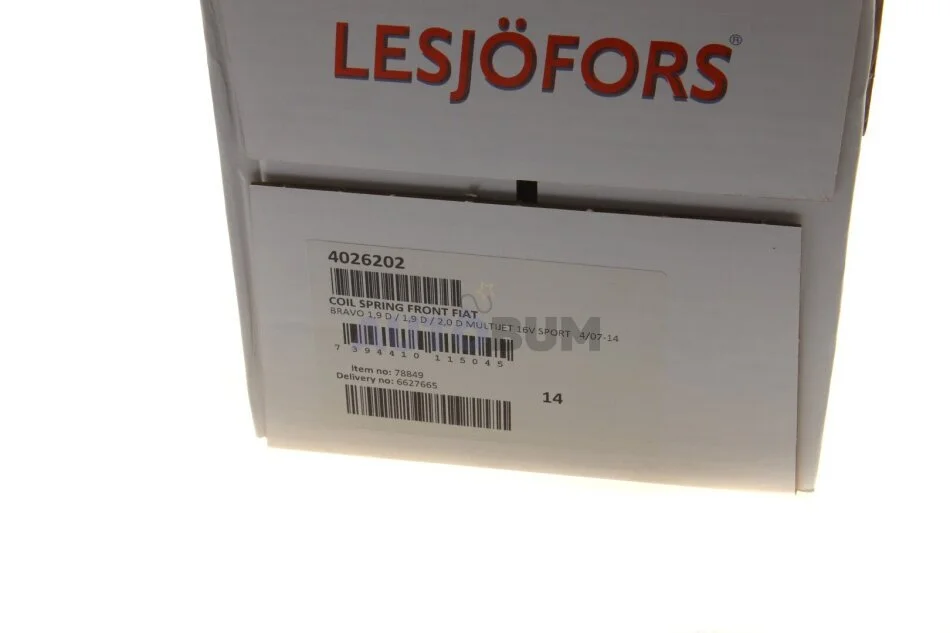 LESJÖFORS®
4026202
COIL SPRING FRONT FIAT
BRAVO 1,9 D / 1,9 D / 2,0 D MULTIJET 16V SPORT 4/07-14
AUTOBUM
7 394410 115045
Item no: 78849
Delivery no: 6627665
14